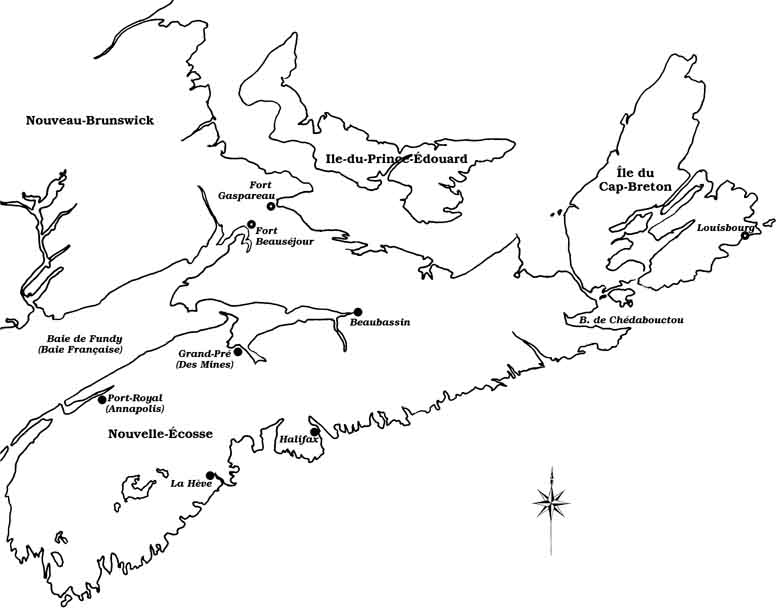 Nouveau-Brunswick
Ile-du-Prince-Édouard
Île du
Cap-Breton
Fort
Gaspareau
Fort
Beauséjour
Louisbourg
Beaubassin
B. de Chédabouctou
Baie de Fundy
(Baie Française)
Grand-Pré
(Des Mines)
Port-Royal
(Annapolis)
Nouvelle-Écosse
Halifax
La Hève